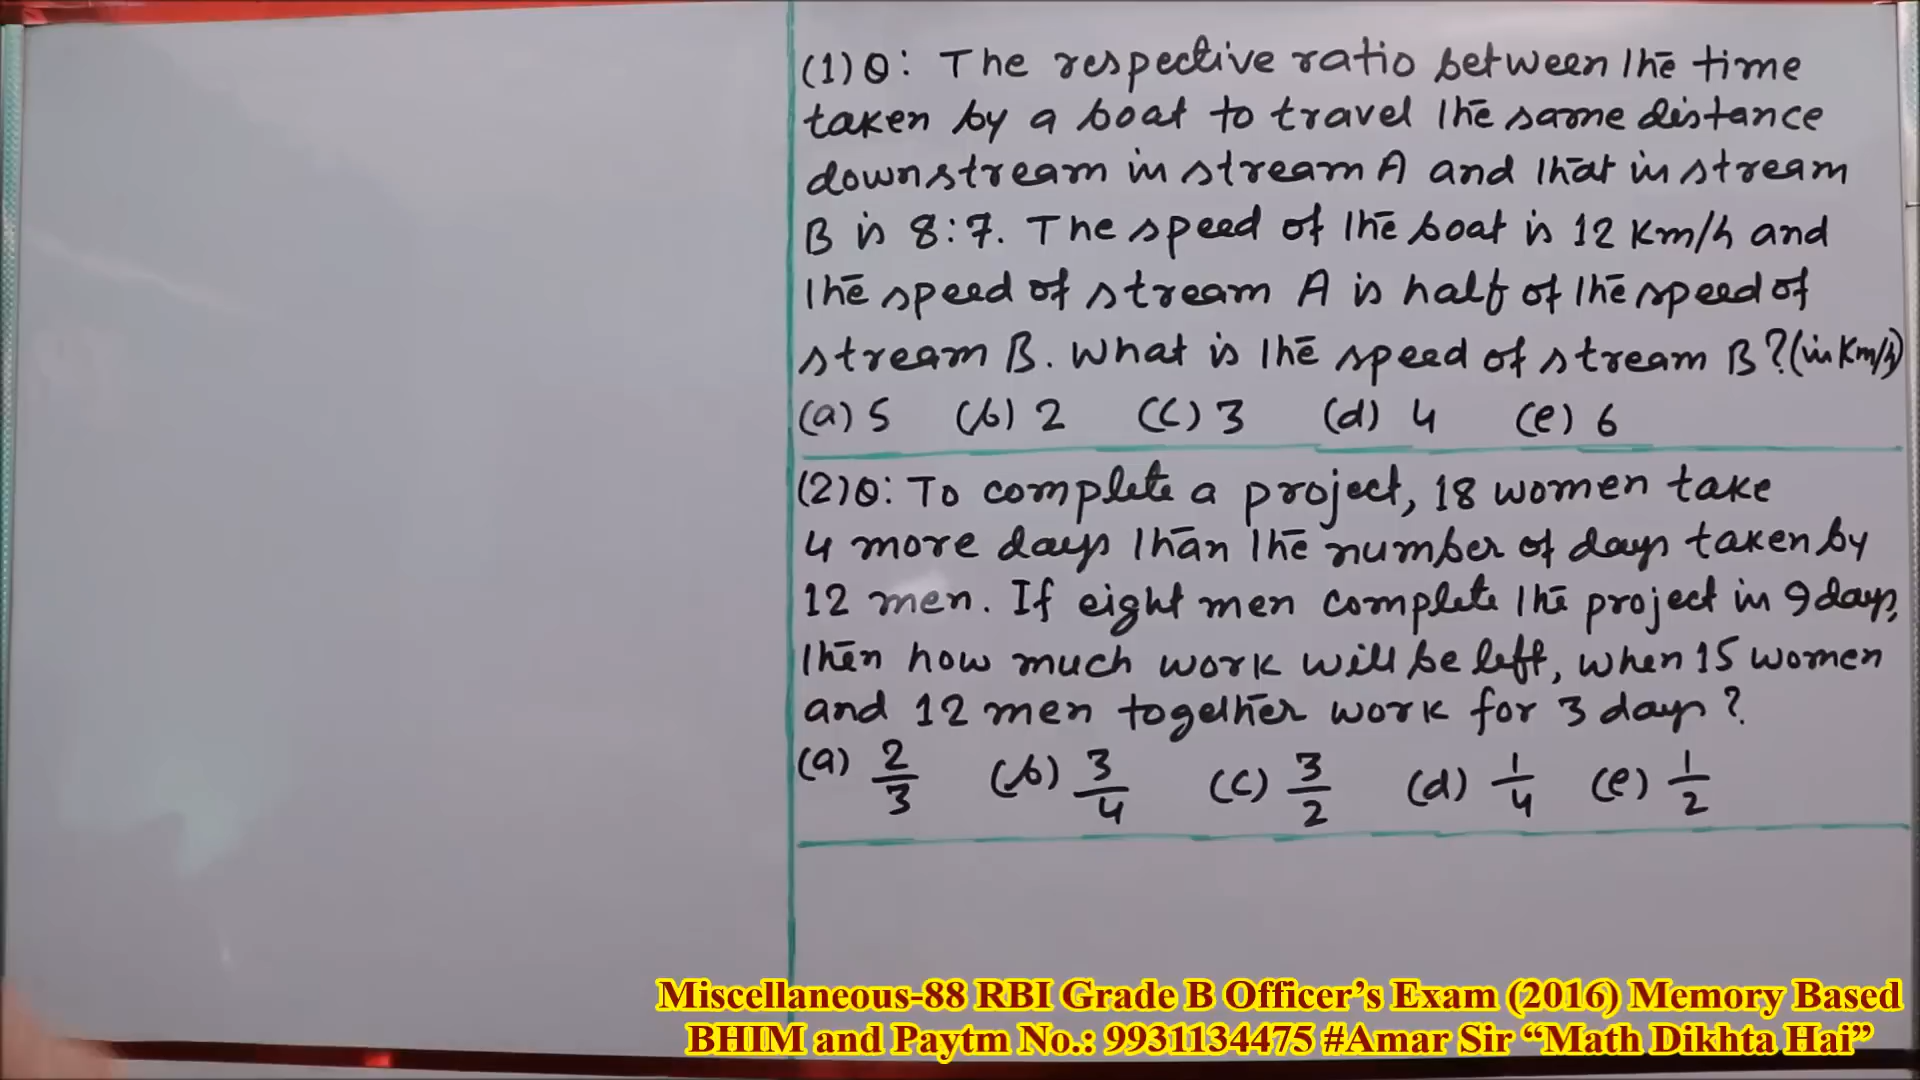 (1)Q: The respective ratio between the time
taken by a boat to travel the same distance
downstream in stream A and that in stream
B is 8:7. The speed of the boat is 12 Km/h and
the speed of stream A is half of the speed of
stream B. What is the speed of stream B?(in Km/h)
(a) 5 (b) 2 (c) 3 (d) 4 (e) 6
(2)Q: To complete a project, 18 women take
4 more days than the number of days taken by
12 men. If eight men complete the project in 9 days,
then how much work will be left, when 15 women
and 12 men together work for 3 days?
(a) 2/3 (b) 3/4 (c) 3/2 (d) 1/4 (e) 1/2
Miscellaneous-88 RBI Grade B Officer’s Exam (2016) Memory Based
BHIM and Paytm No.: 9931134475 #Amar Sir “Math Dikhta Hai”